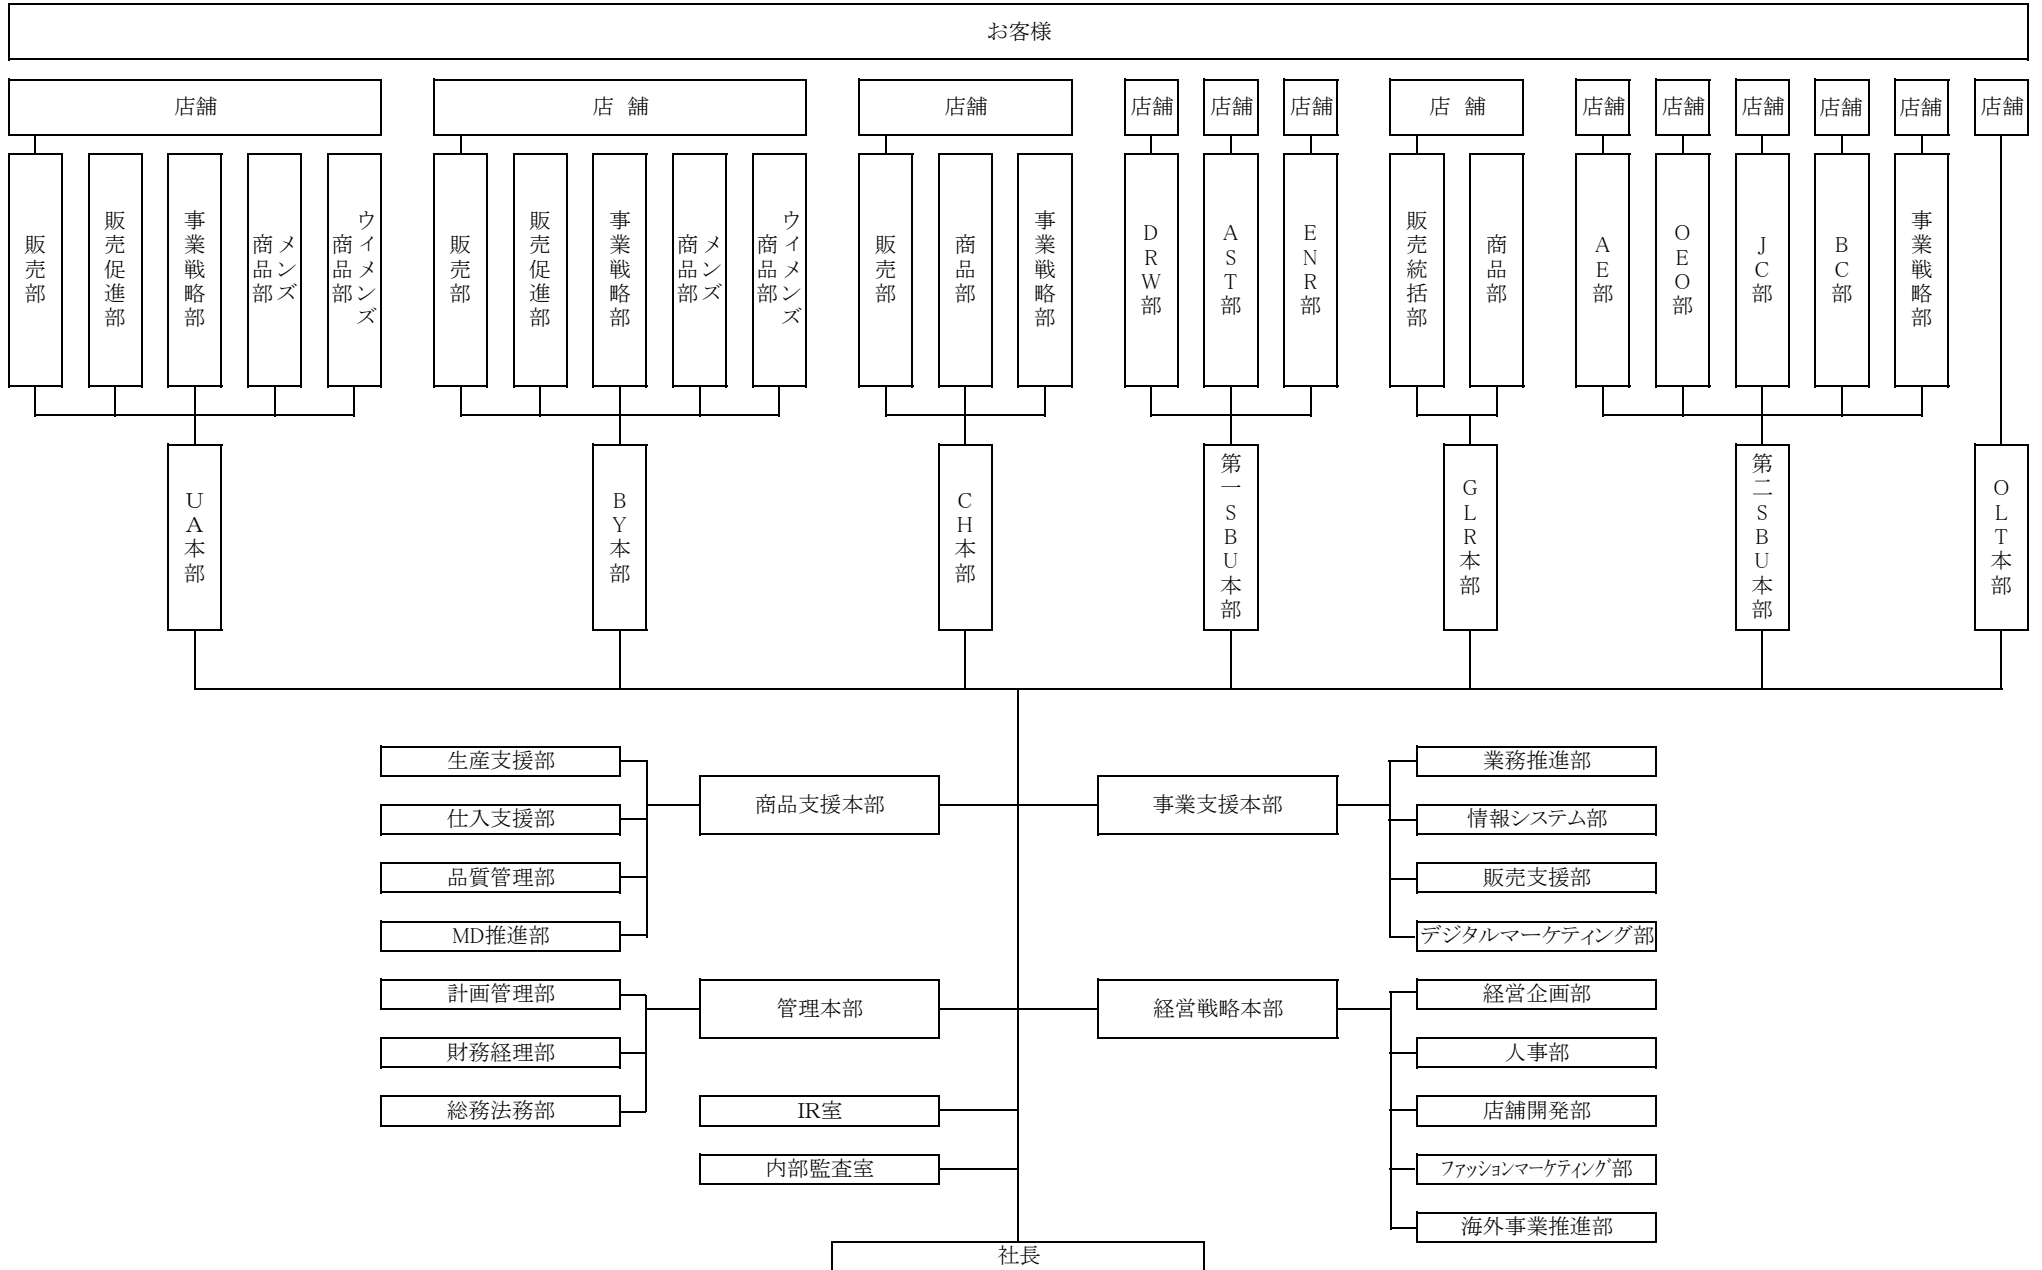 お客様
店舗
店 舗
店舗
店舗
店舗
店舗
店 舗
店舗
店舗
店舗
店舗
店舗
店舗
販売部
販売促進部
事業戦略部
メンズ
商品部
ウイメンズ
商品部
販売部
販売促進部
事業戦略部
メンズ
商品部
ウイメンズ
商品部
販売部
商品部
事業戦略部
DRW部
AST部
ENR部
販売統括部
商品部
AE部
OEO部
JC部
BC部
事業戦略部
UA本部
BY本部
CH本部
第一SBU本部
GLR本部
第二SBU本部
OLT本部
生産支援部
仕入支援部
品質管理部
MD推進部
商品支援本部
事業支援本部
業務推進部
情報システム部
販売支援部
デジタルマーケティング部
計画管理部
財務経理部
総務法務部
管理本部
経営戦略本部
経営企画部
人事部
店舗開発部
ファッションマーケティング部
海外事業推進部
IR室
内部監査室
社長